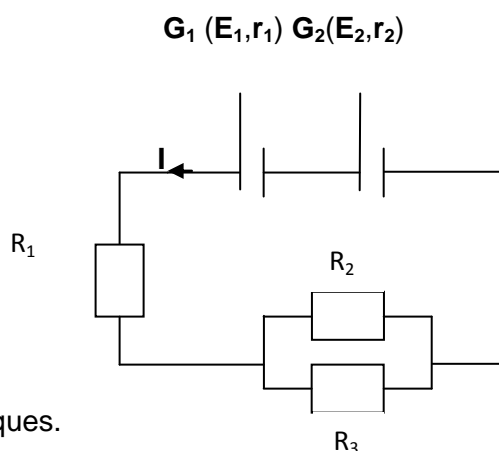 G₁ (E₁,r₁) G₂(E₂,r₂)
I
R₁
R₂
ques.
R₃